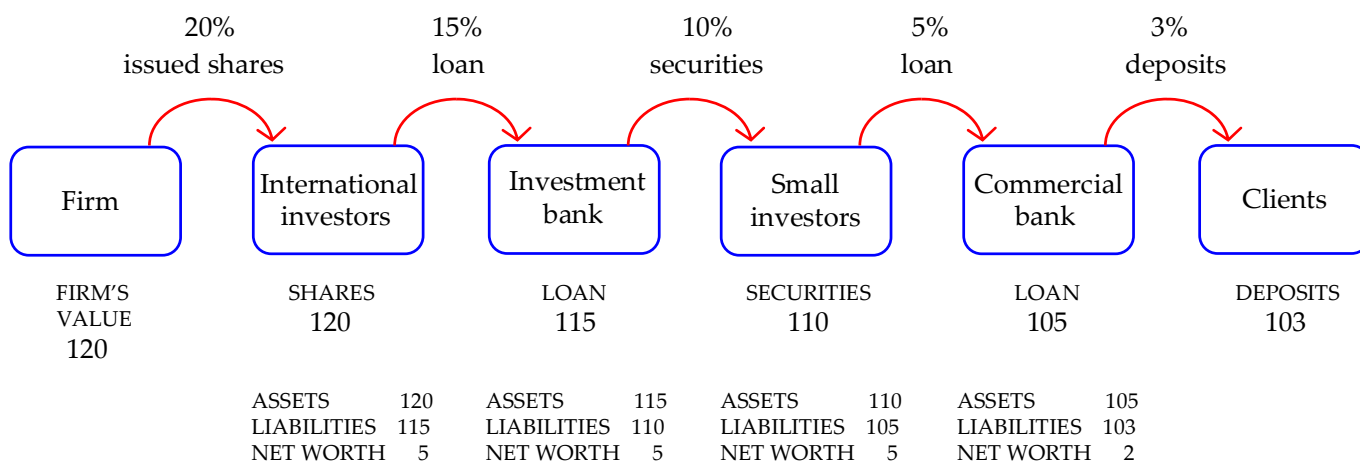 20%
issued shares
15%
loan
10%
securities
5%
loan
3%
deposits
Firm
International
investors
Investment
bank
Small
investors
Commercial
bank
Clients
FIRM'S
VALUE
120
SHARES
120
LOAN
115
SECURITIES
110
LOAN
105
DEPOSITS
103
ASSETS 120
LIABILITIES 115
NET WORTH 5
ASSETS 115
LIABILITIES 110
NET WORTH 5
ASSETS 110
LIABILITIES 105
NET WORTH 5
ASSETS 105
LIABILITIES 103
NET WORTH 2